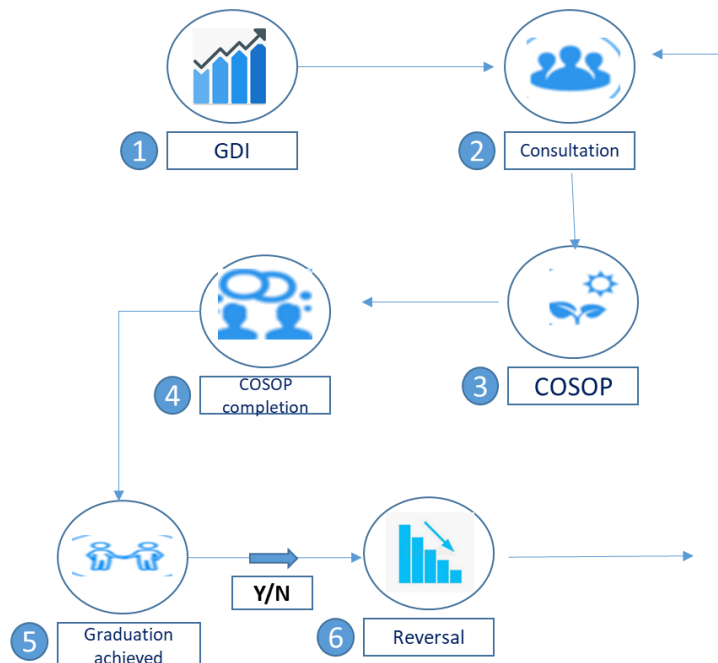 1 GDI
2 Consultation
3 COSOP
4 COSOP
completion
Y/N
5 Graduation
achieved
6 Reversal